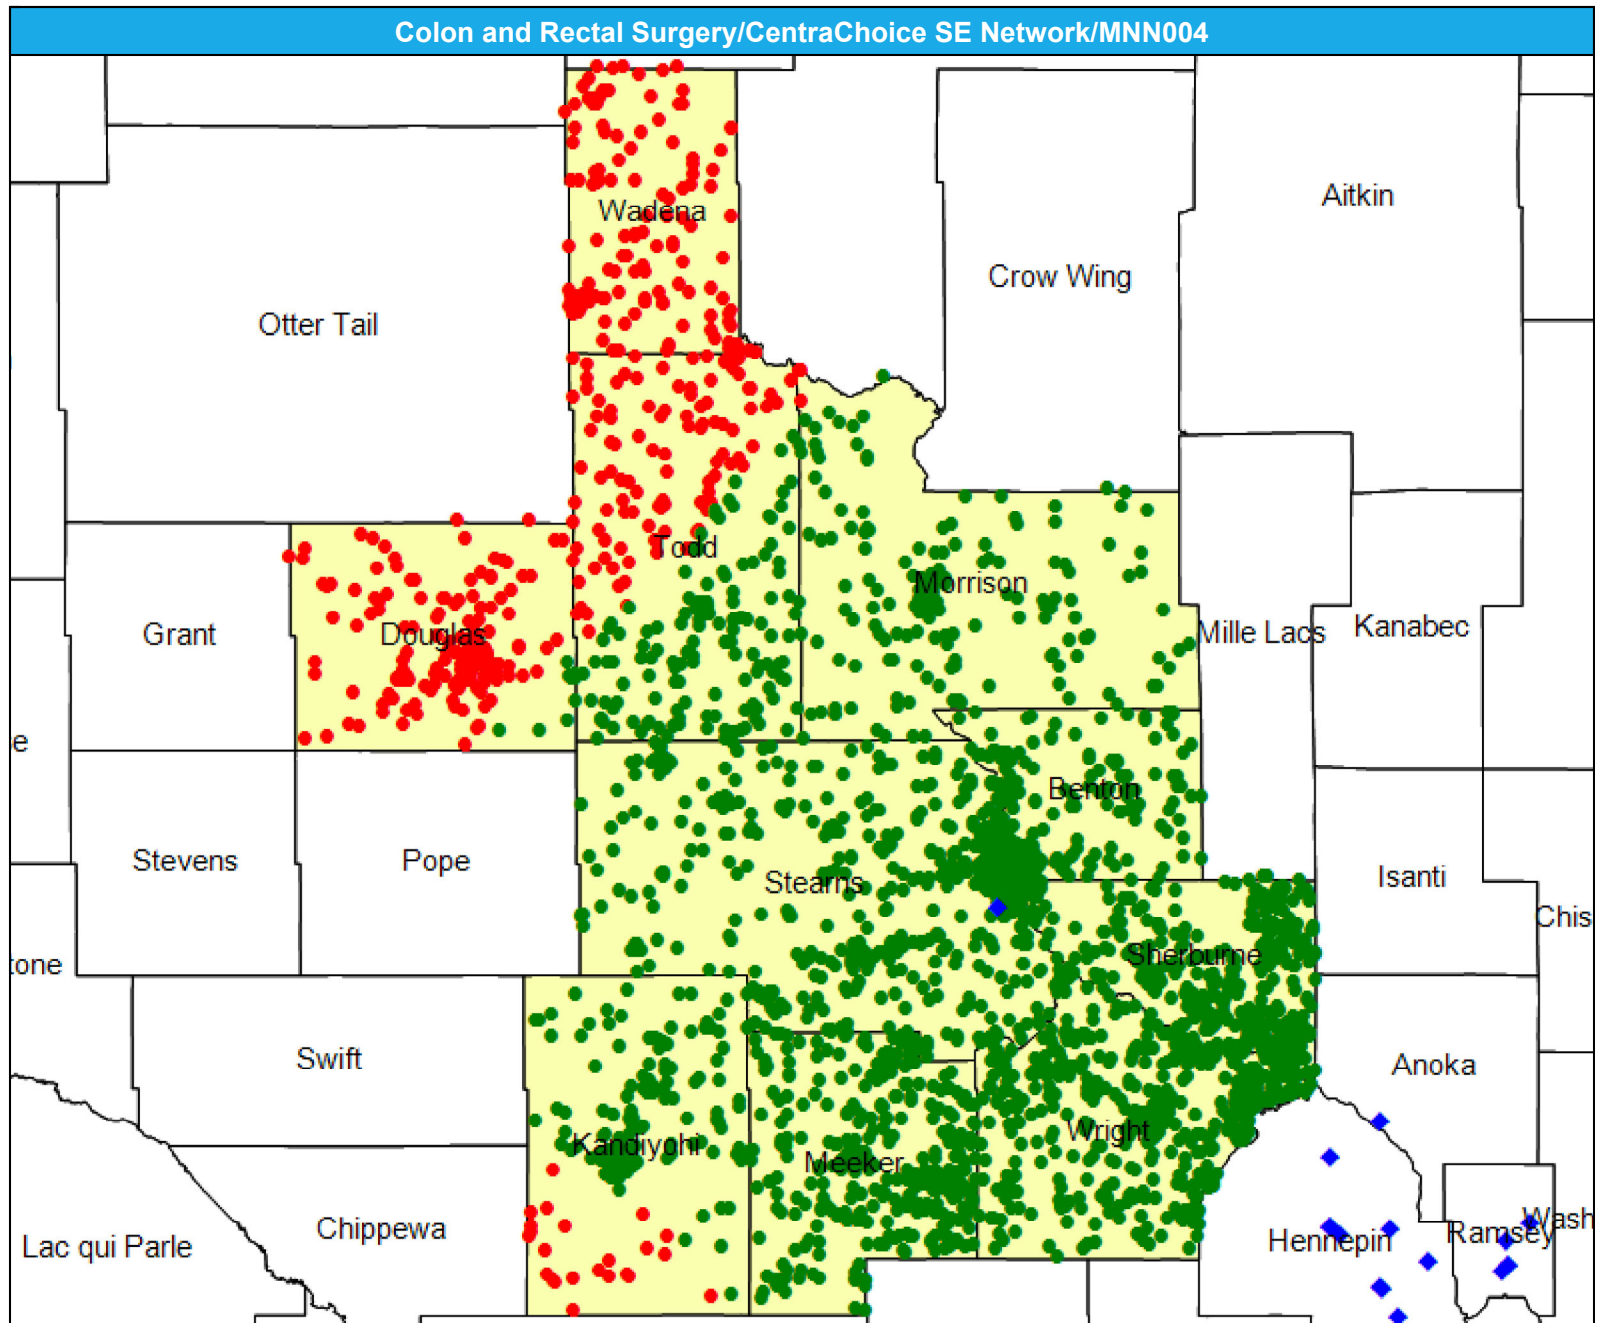 Colon and Rectal Surgery/CentraChoice SE Network/MNN004
Aitkin
Wadena
Crow Wing
Otter Tail
Todd
Morrison
Grant
Douglas
Mille Lacs
Kanabec
e
Benton
Stevens
Pope
Stearns
Isanti
Chis
tone
Sherburne
Swift
Anoka
Kandiyohi
Meeker
Wright
Lac qui Parle
Chippewa
Hennepin
Ramsey
Wash